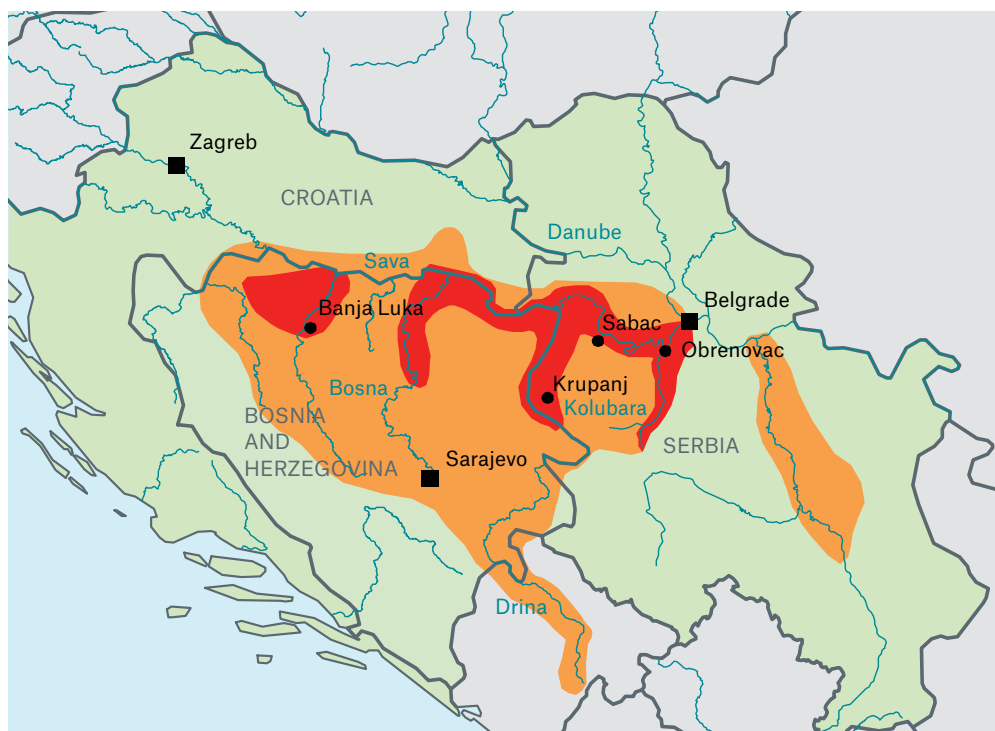 Zagreb
CROATIA
Danube
Sava
Belgrade
Banja Luka
Sabac
Obrenovac
Bosna
Krupanj
Kolubara
BOSNIA
AND
HERZEGOVINA
SERBIA
Sarajevo
Drina